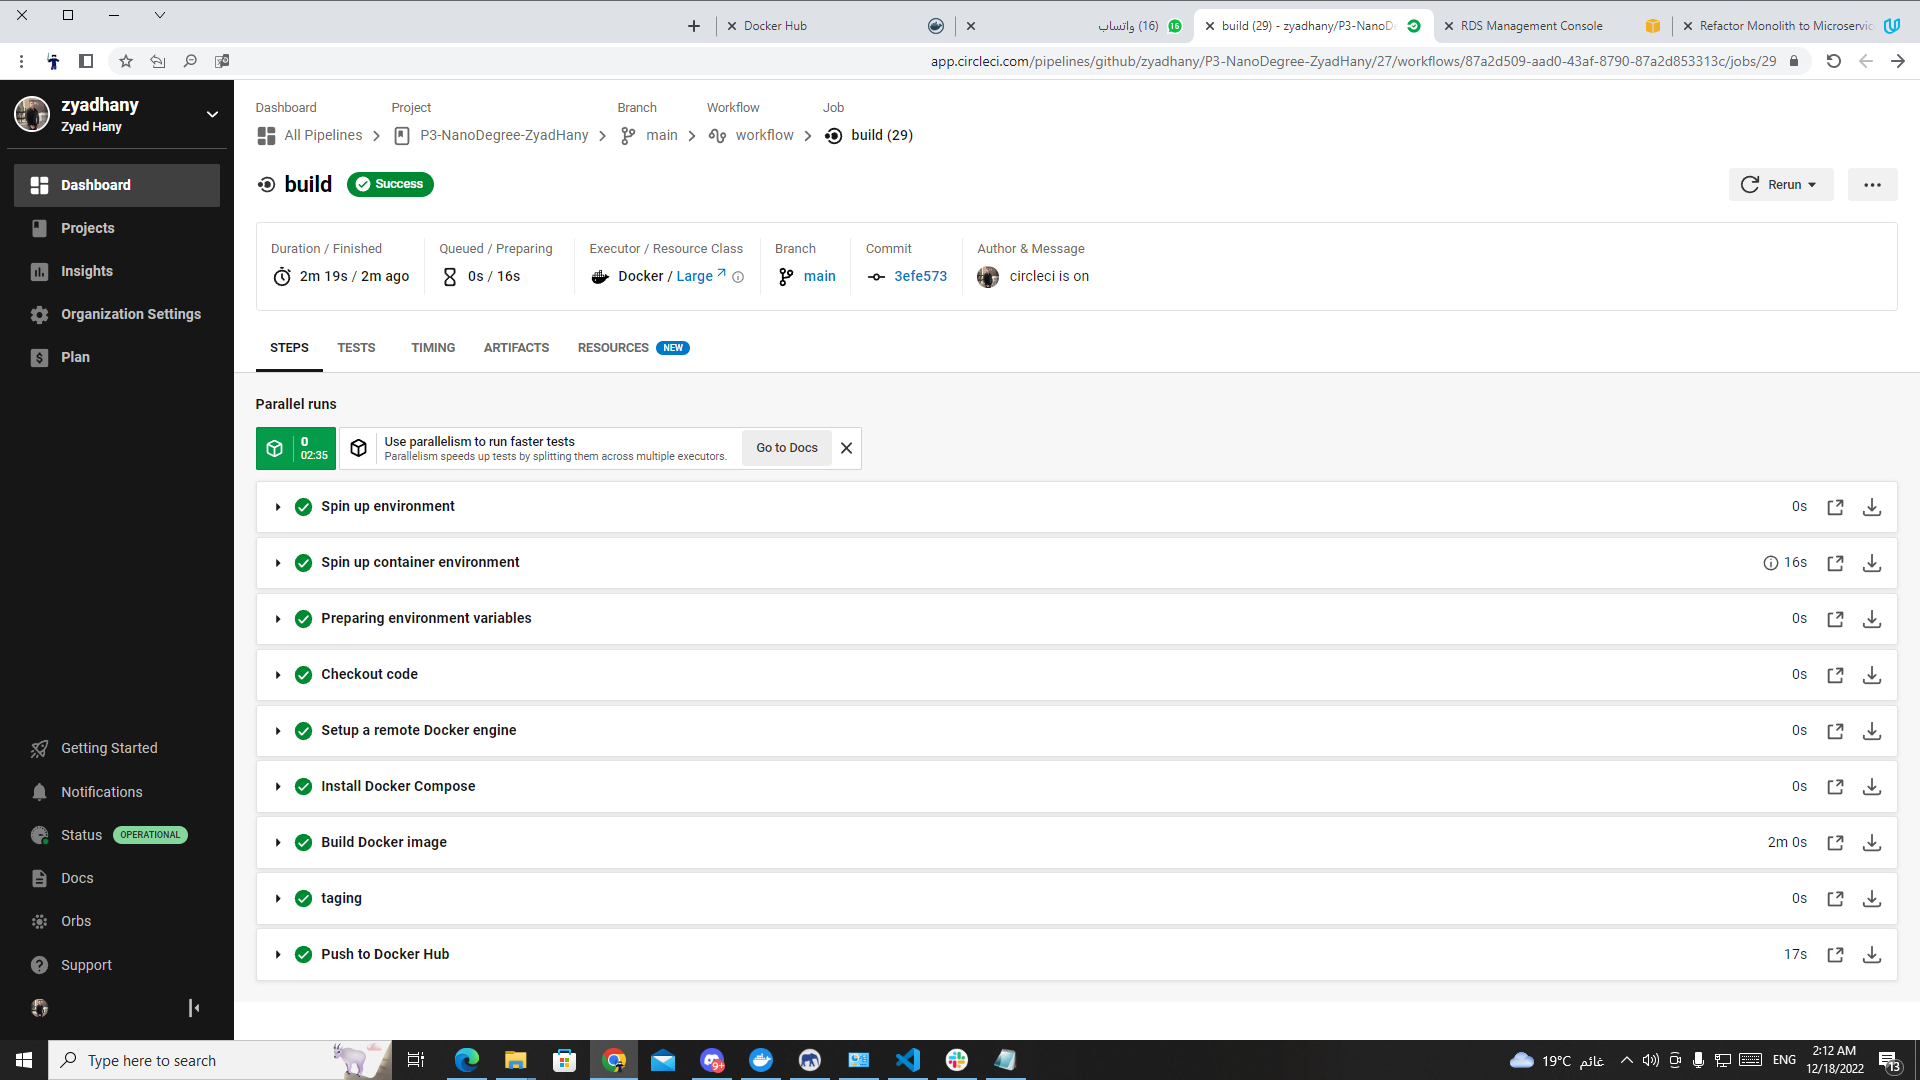 Docker Hub
(16) واتساب
16
build (29) - zyadhany/P3-NanoDe
RDS Management Console
Refactor Monolith to Microservic
app.circleci.com/pipelines/github/zyadhany/P3-NanoDegree-ZyadHany/27/workflows/87a2d509-aad0-43af-8790-87a2d853313c/jobs/29
zyadhany
Zyad Hany
Dashboard
Projects
Insights
Organization Settings
Plan
Getting Started
Notifications
Status OPERATIONAL
Docs
Orbs
Support
Dashboard Project Branch Workflow Job
All Pipelines P3-NanoDegree-ZyadHany main workflow build (29)
build Success
Rerun
Duration / Finished Queued / Preparing Executor / Resource Class Branch Commit Author & Message
2m 19s / 2m ago 0s / 16s Docker / Large main 3efe573 circleci is on
STEPS TESTS TIMING ARTIFACTS RESOURCES NEW
Parallel runs
0
02:35
Use parallelism to run faster tests
Parallelism speeds up tests by splitting them across multiple executors.
Go to Docs
Spin up environment 0s
Spin up container environment 16s
Preparing environment variables 0s
Checkout code 0s
Setup a remote Docker engine 0s
Install Docker Compose 0s
Build Docker image 2m 0s
taging 0s
Push to Docker Hub 17s
Type here to search
9+
19°C غائم
ENG
2:12 AM
12/18/2022
13